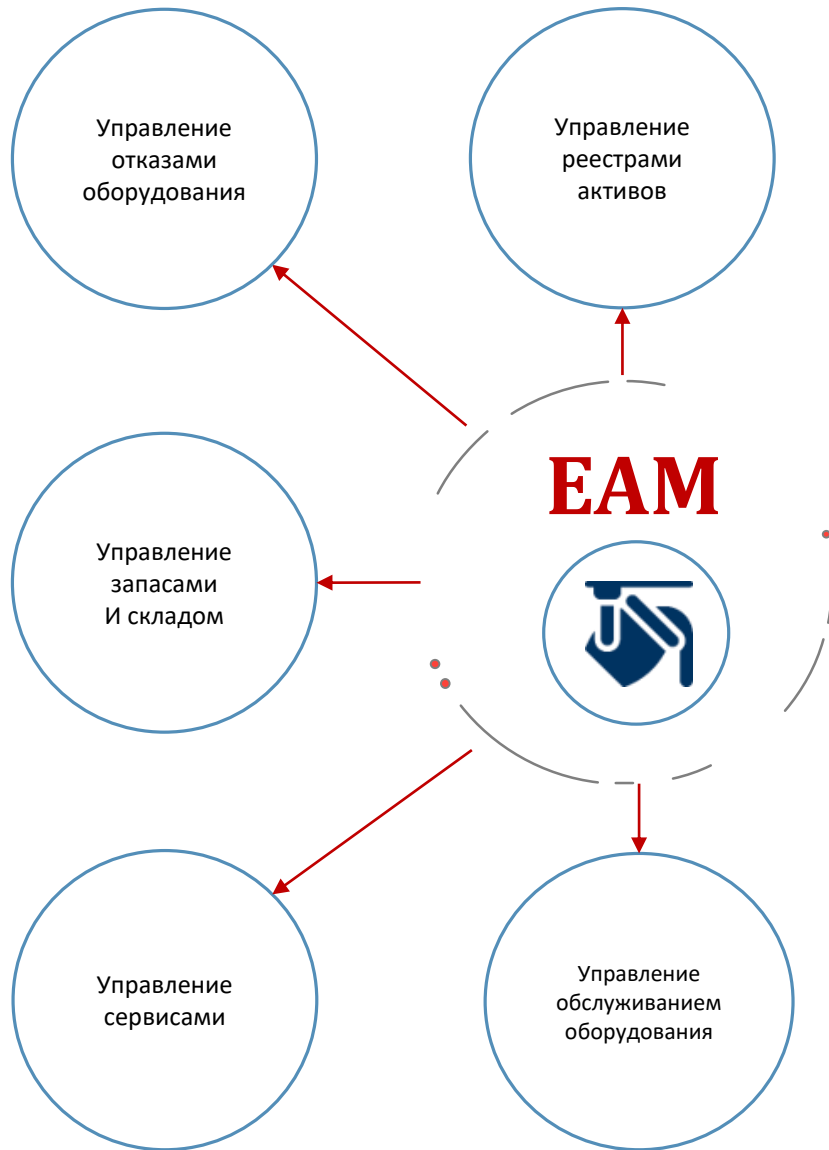 Управление
отказами
оборудования
Управление
реестрами
активов
EAM
Управление
запасами
И складом
Управление
сервисами
Управление
обслуживанием
оборудования